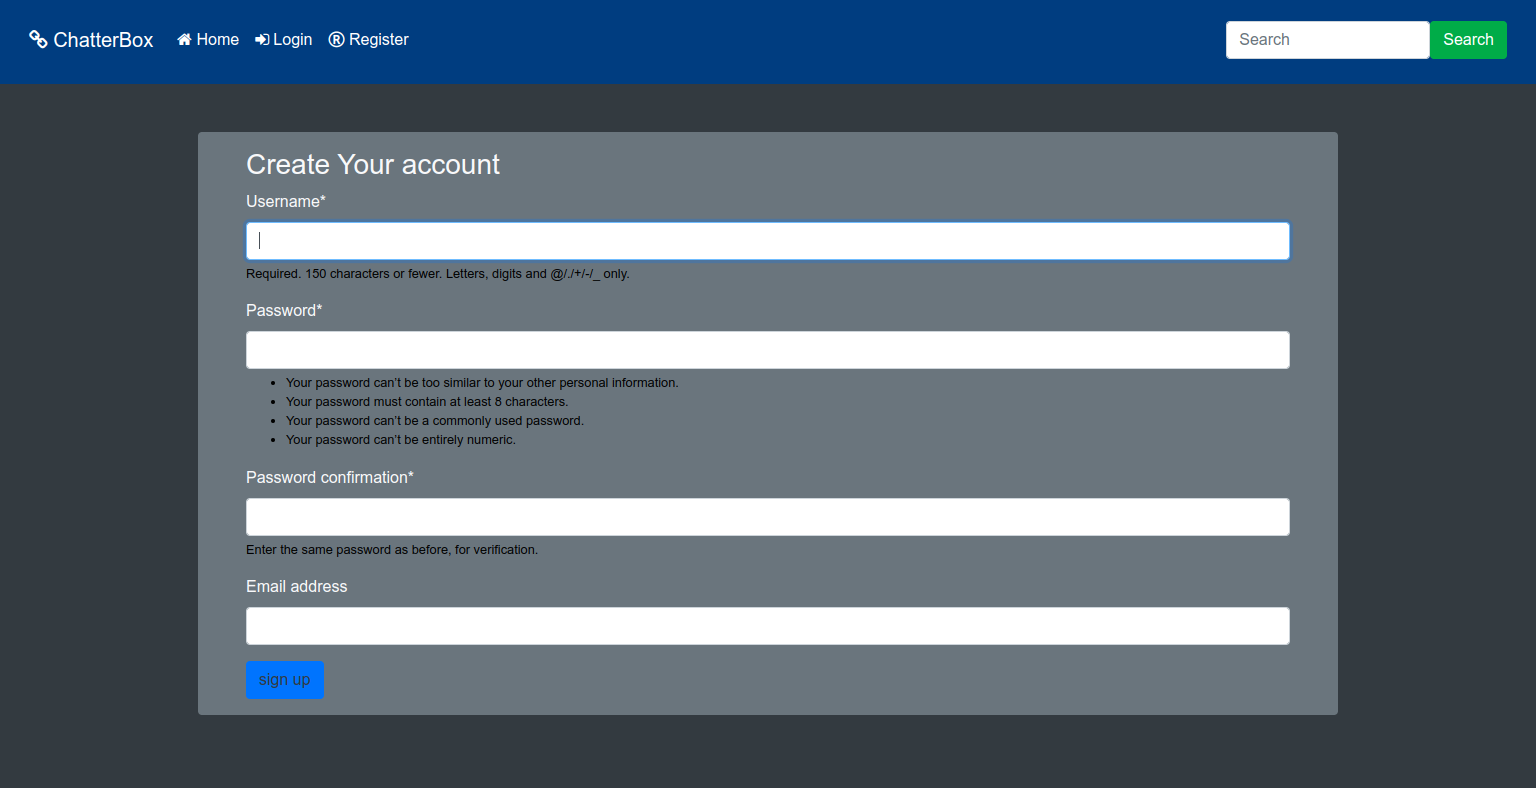 ChatterBox Home Login ® Register Search Search
Create Your account
Username*
Required. 150 characters or fewer. Letters, digits and @/./+/-/_ only.
Password*
• Your password can't be too similar to your other personal information.
• Your password must contain at least 8 characters.
• Your password can't be a commonly used password.
• Your password can't be entirely numeric.
Password confirmation*
Enter the same password as before, for verification.
Email address
sign up